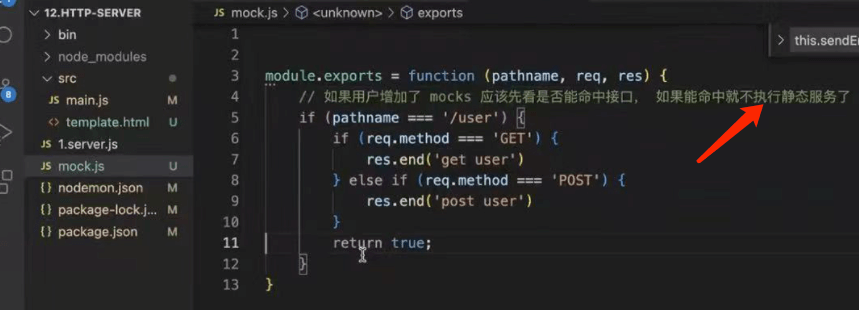 12.HTTP-SERVER
bin
node_modules
src
JS main.js M
<> template.html U
JS 1.server.js
JS mock.js U
{} nodemon.json M
{} package-lock.j... M
{} package.json M
8
JS mock.js > <unknown> > exports
this.sendEr
1
2
3 module.exports = function (pathname, req, res) {
4 // 如果用户增加了 mocks 应该先看是否能命中接口, 如果能命中就不执行静态服务了
5 if (pathname === '/user') {
6 if (req.method === 'GET') {
7 res.end('get user')
8 } else if (req.method === 'POST') {
9 res.end('post user')
10 }
11 return true;
12 }
13 }